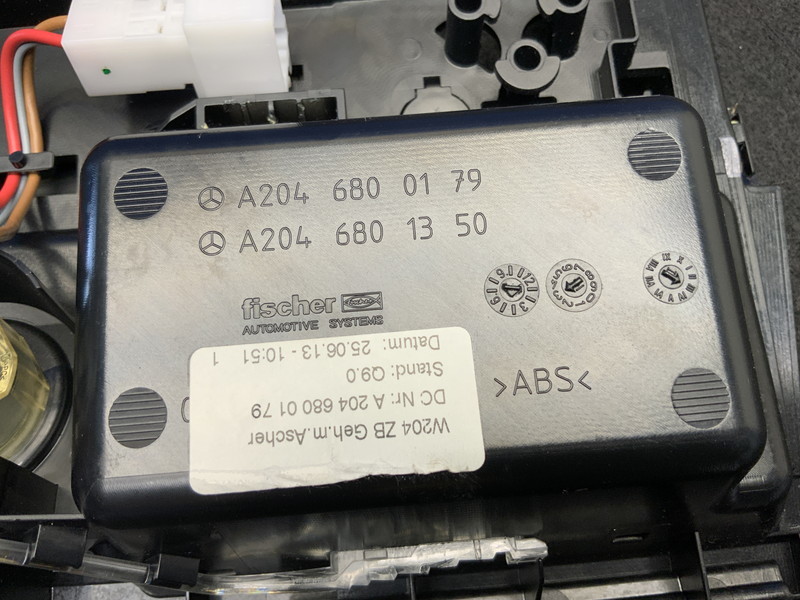 A204 680 01 79
A204 680 13 50
fischer
AUTOMOTIVE SYSTEMS
>ABS<
W204 ZB Geh.m.Ascher
DC Nr: A 204 680 01 79
Stand: Q9.0
Datum: 25.06.13 - 10:51 1